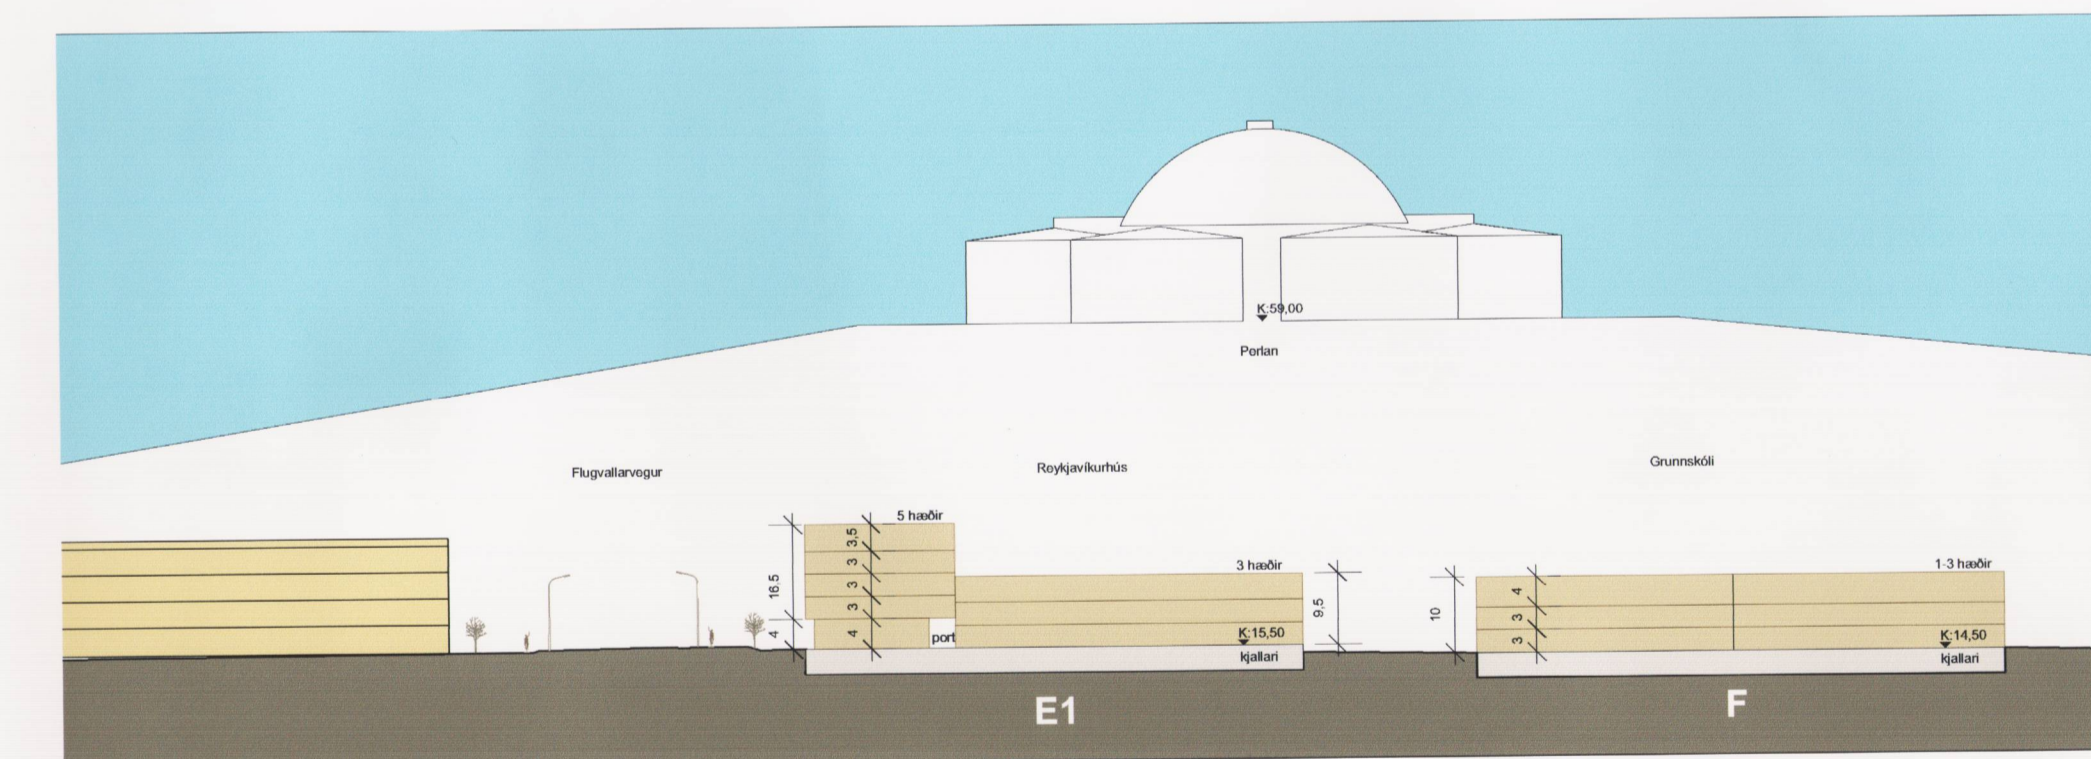 K:59,00
Perlan
Flugvallarvegur
Reykjavíkurhús
Grunnskóli
5 hæðir
3 hæðir
1-3 hæðir
16.5
4
3,5
3
3
3
4
port
K:15,50
kjallari
9,5
10
4
3
3
K:14,50
kjallari
E1
F